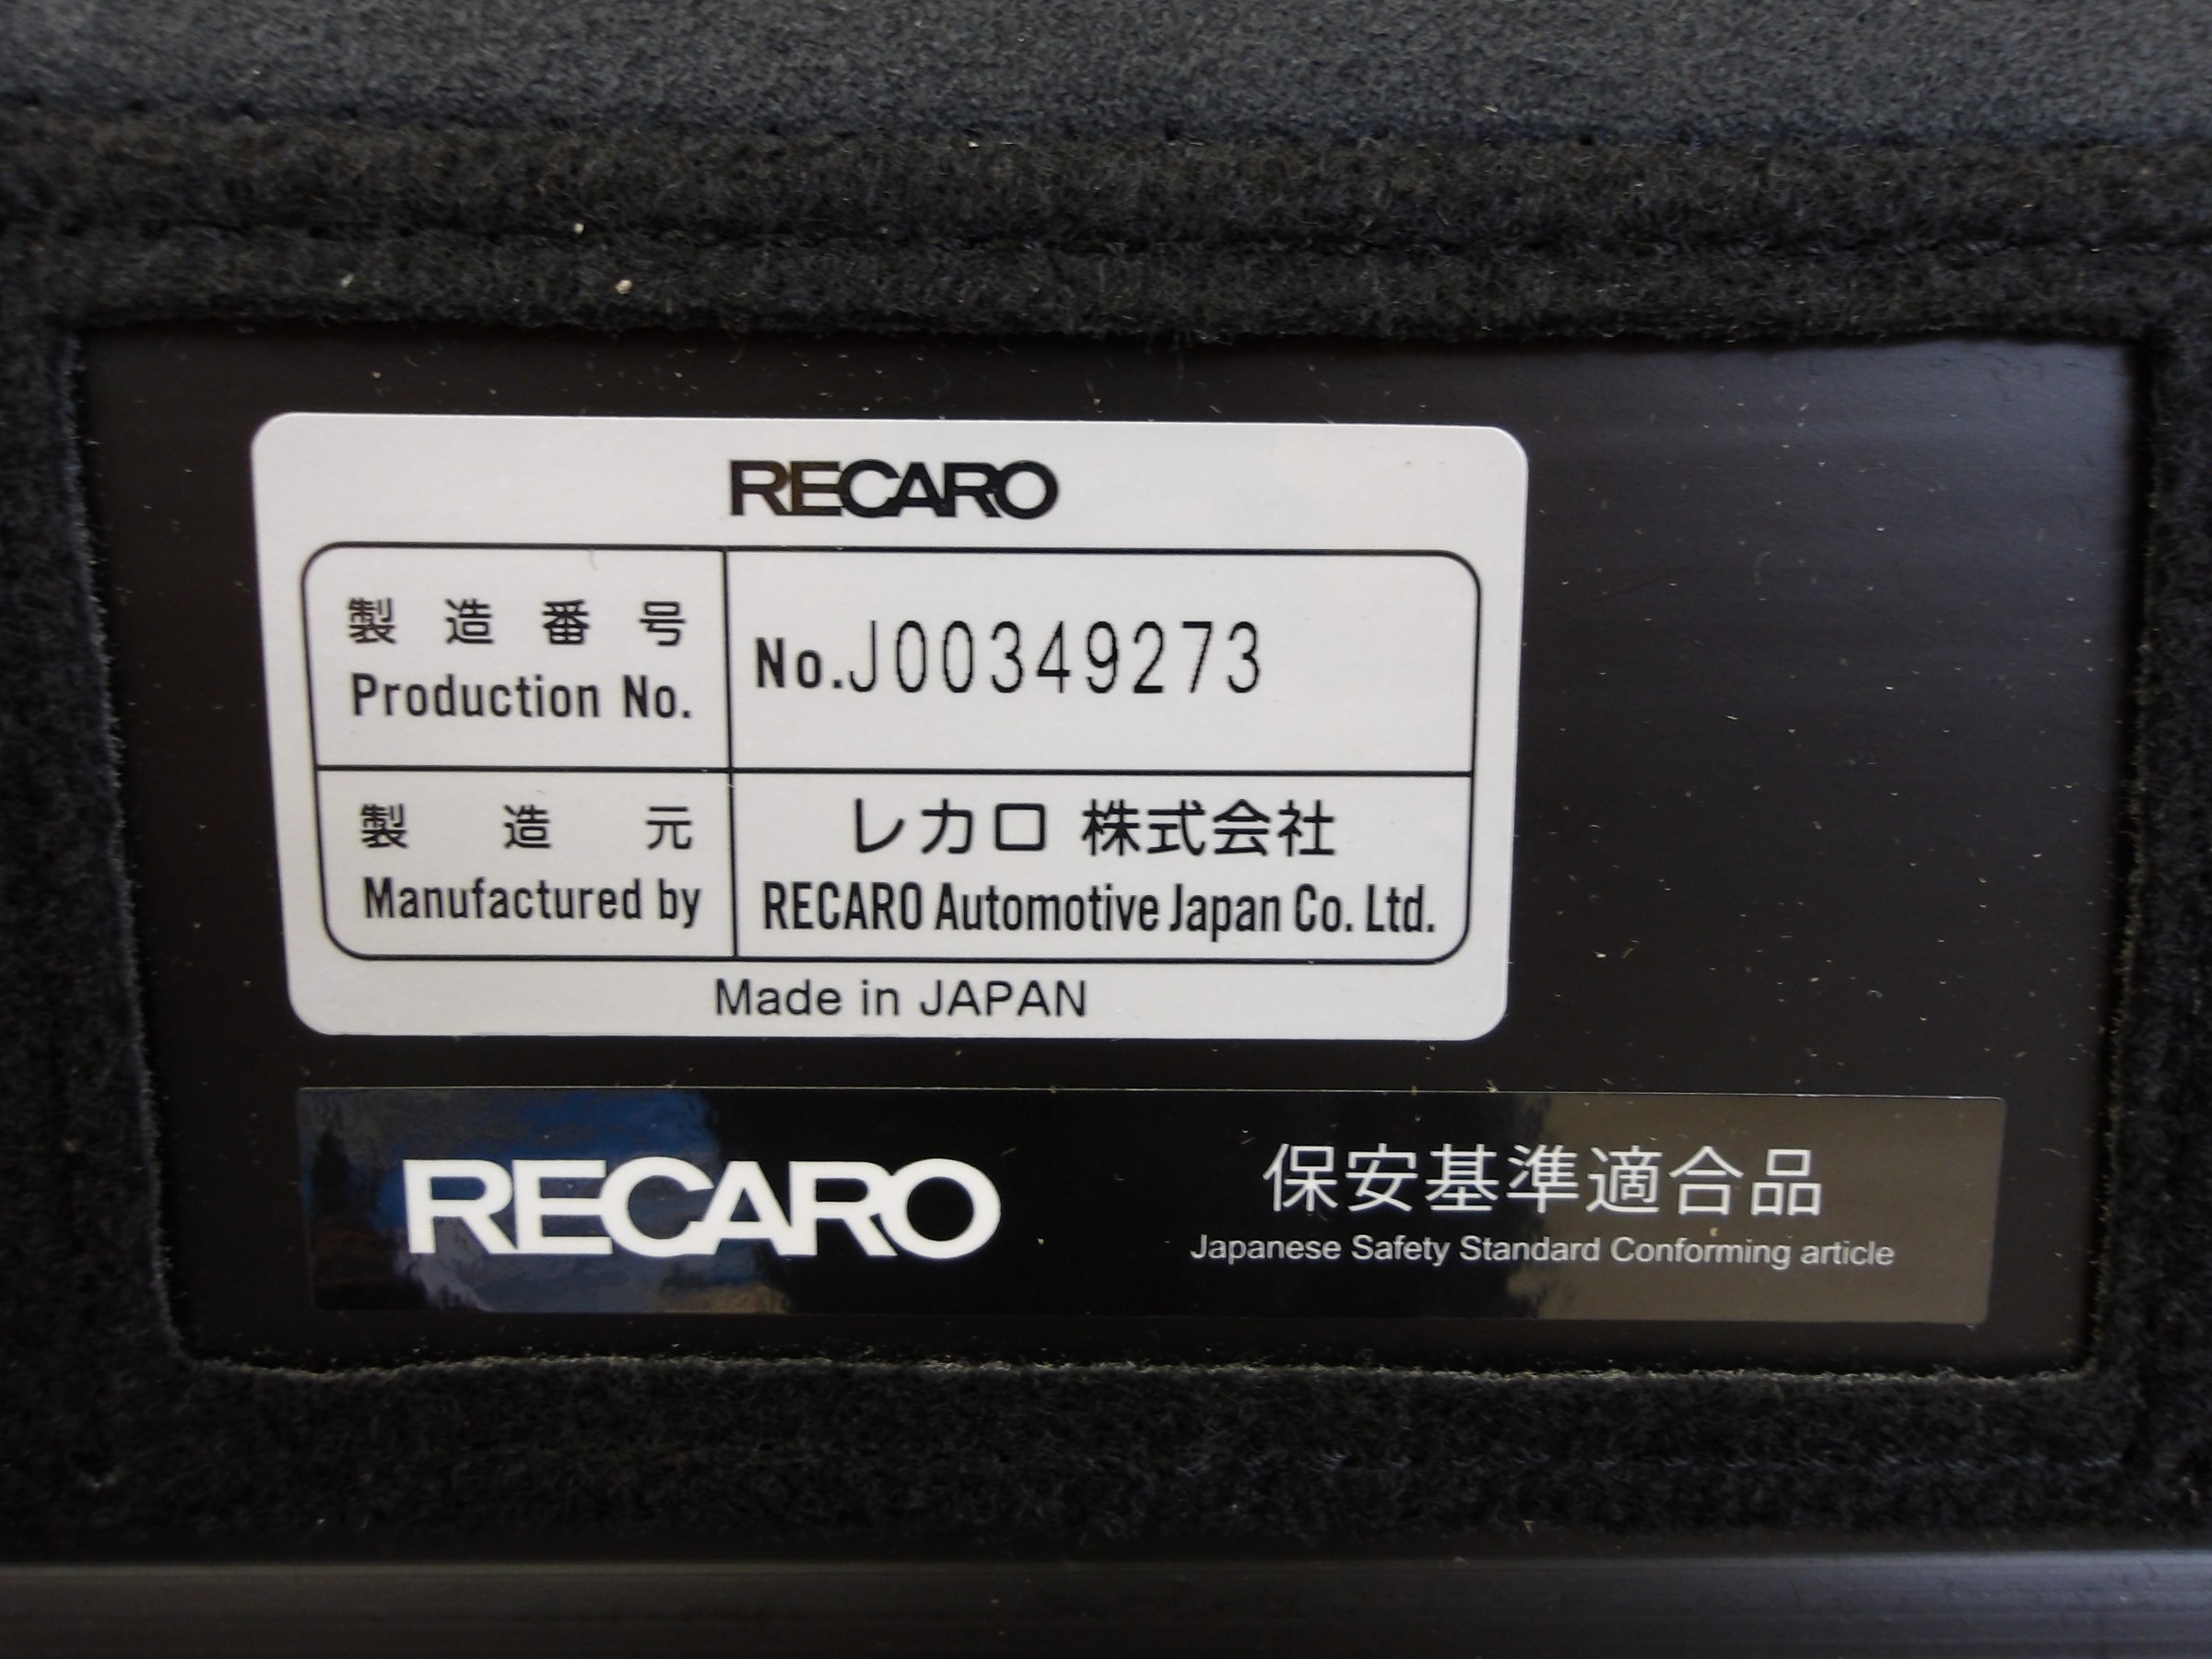 RECARO
製造番号
Production No.
No.J00349273
製造元
Manufactured by
レカロ 株式会社
RECARO Automotive Japan Co. Ltd.
Made in JAPAN
RECARO
保安基準適合品
Japanese Safety Standard Conforming article